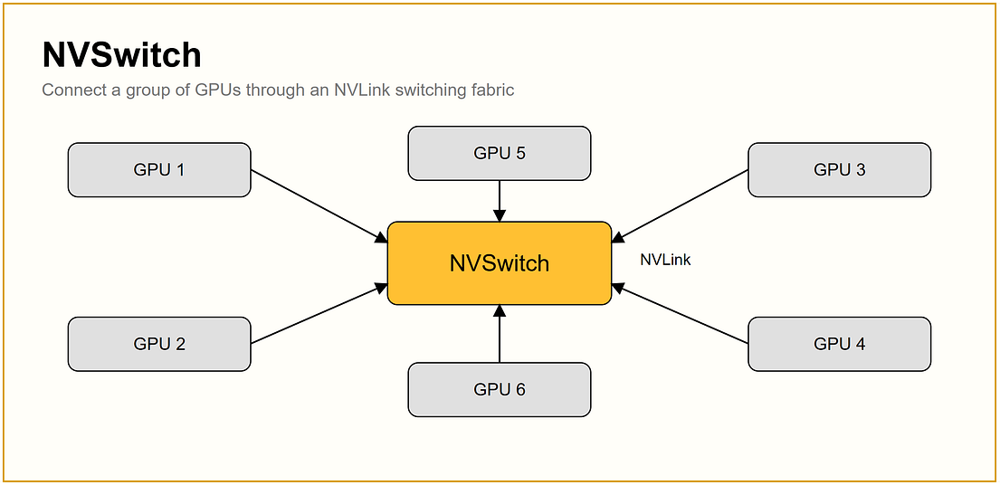 NVSwitch
Connect a group of GPUs through an NVLink switching fabric
GPU 1
GPU 5
GPU 3
NVSwitch
NVLink
GPU 2
GPU 6
GPU 4